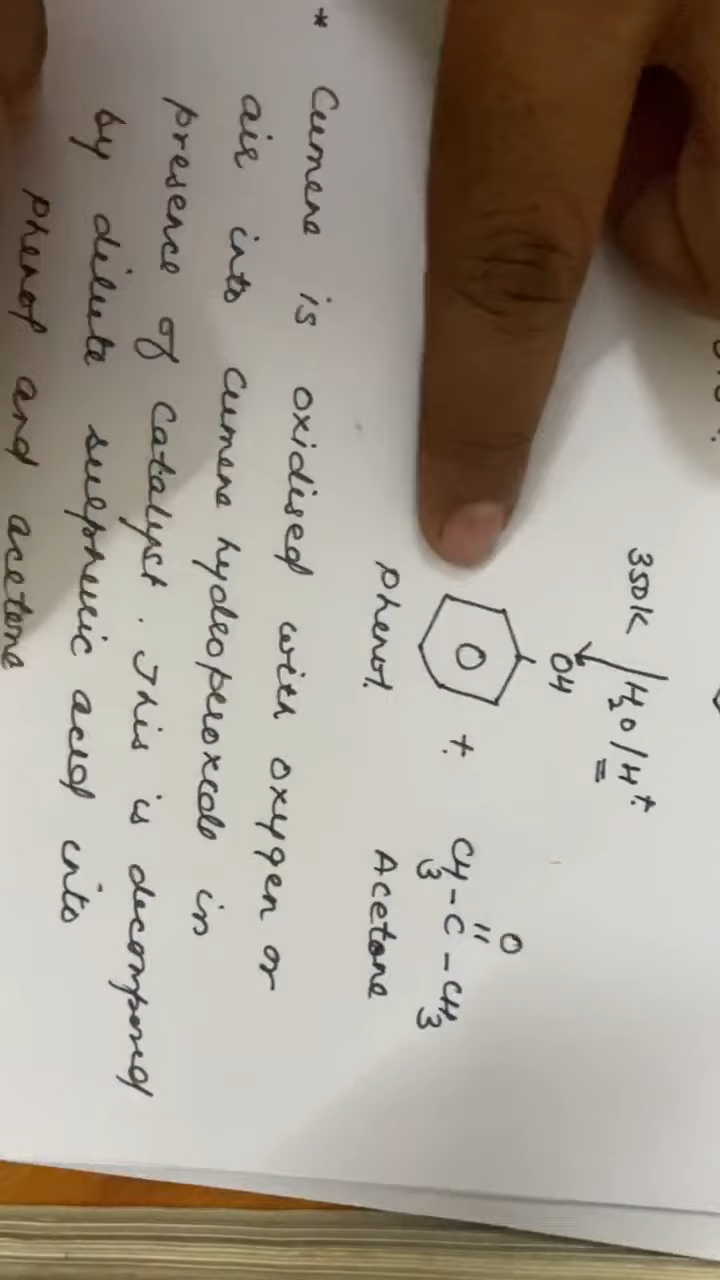 350K / H2O / H+
OH
+
O
CH3-C-CH3
Phenol. Acetone
* Cumene is oxidised with oxygen or
air into cumene hydroperoxide in
presence of catalyst. This is decomposed
by dilute sulphuric acid into
phenol and acetone